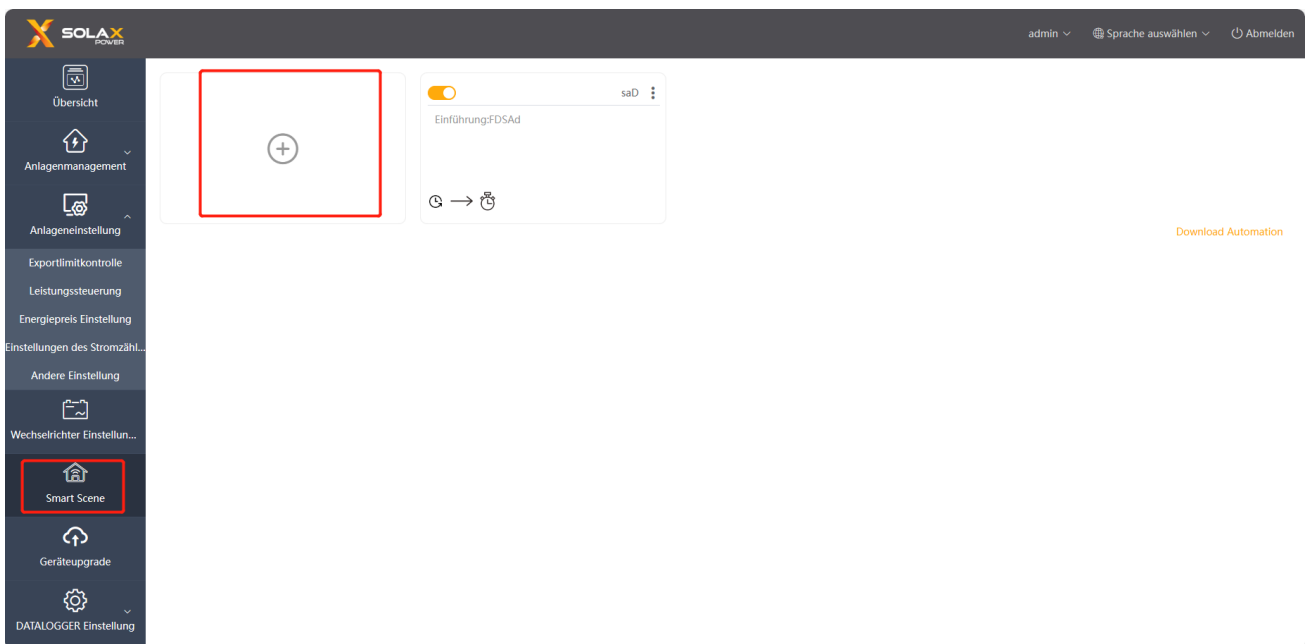 SOLAX
POWER
admin
Sprache auswählen
Abmelden
Übersicht
Anlagenmanagement
Anlageneinstellung
Exportlimitkontrolle
Leistungssteuerung
Energiepreis Einstellung
Einstellungen des Stromzähl...
Andere Einstellung
Wechselrichter Einstellun...
Smart Scene
Geräteupgrade
DATALOGGER Einstellung
saD
Einführung:FDSAd
Download Automation